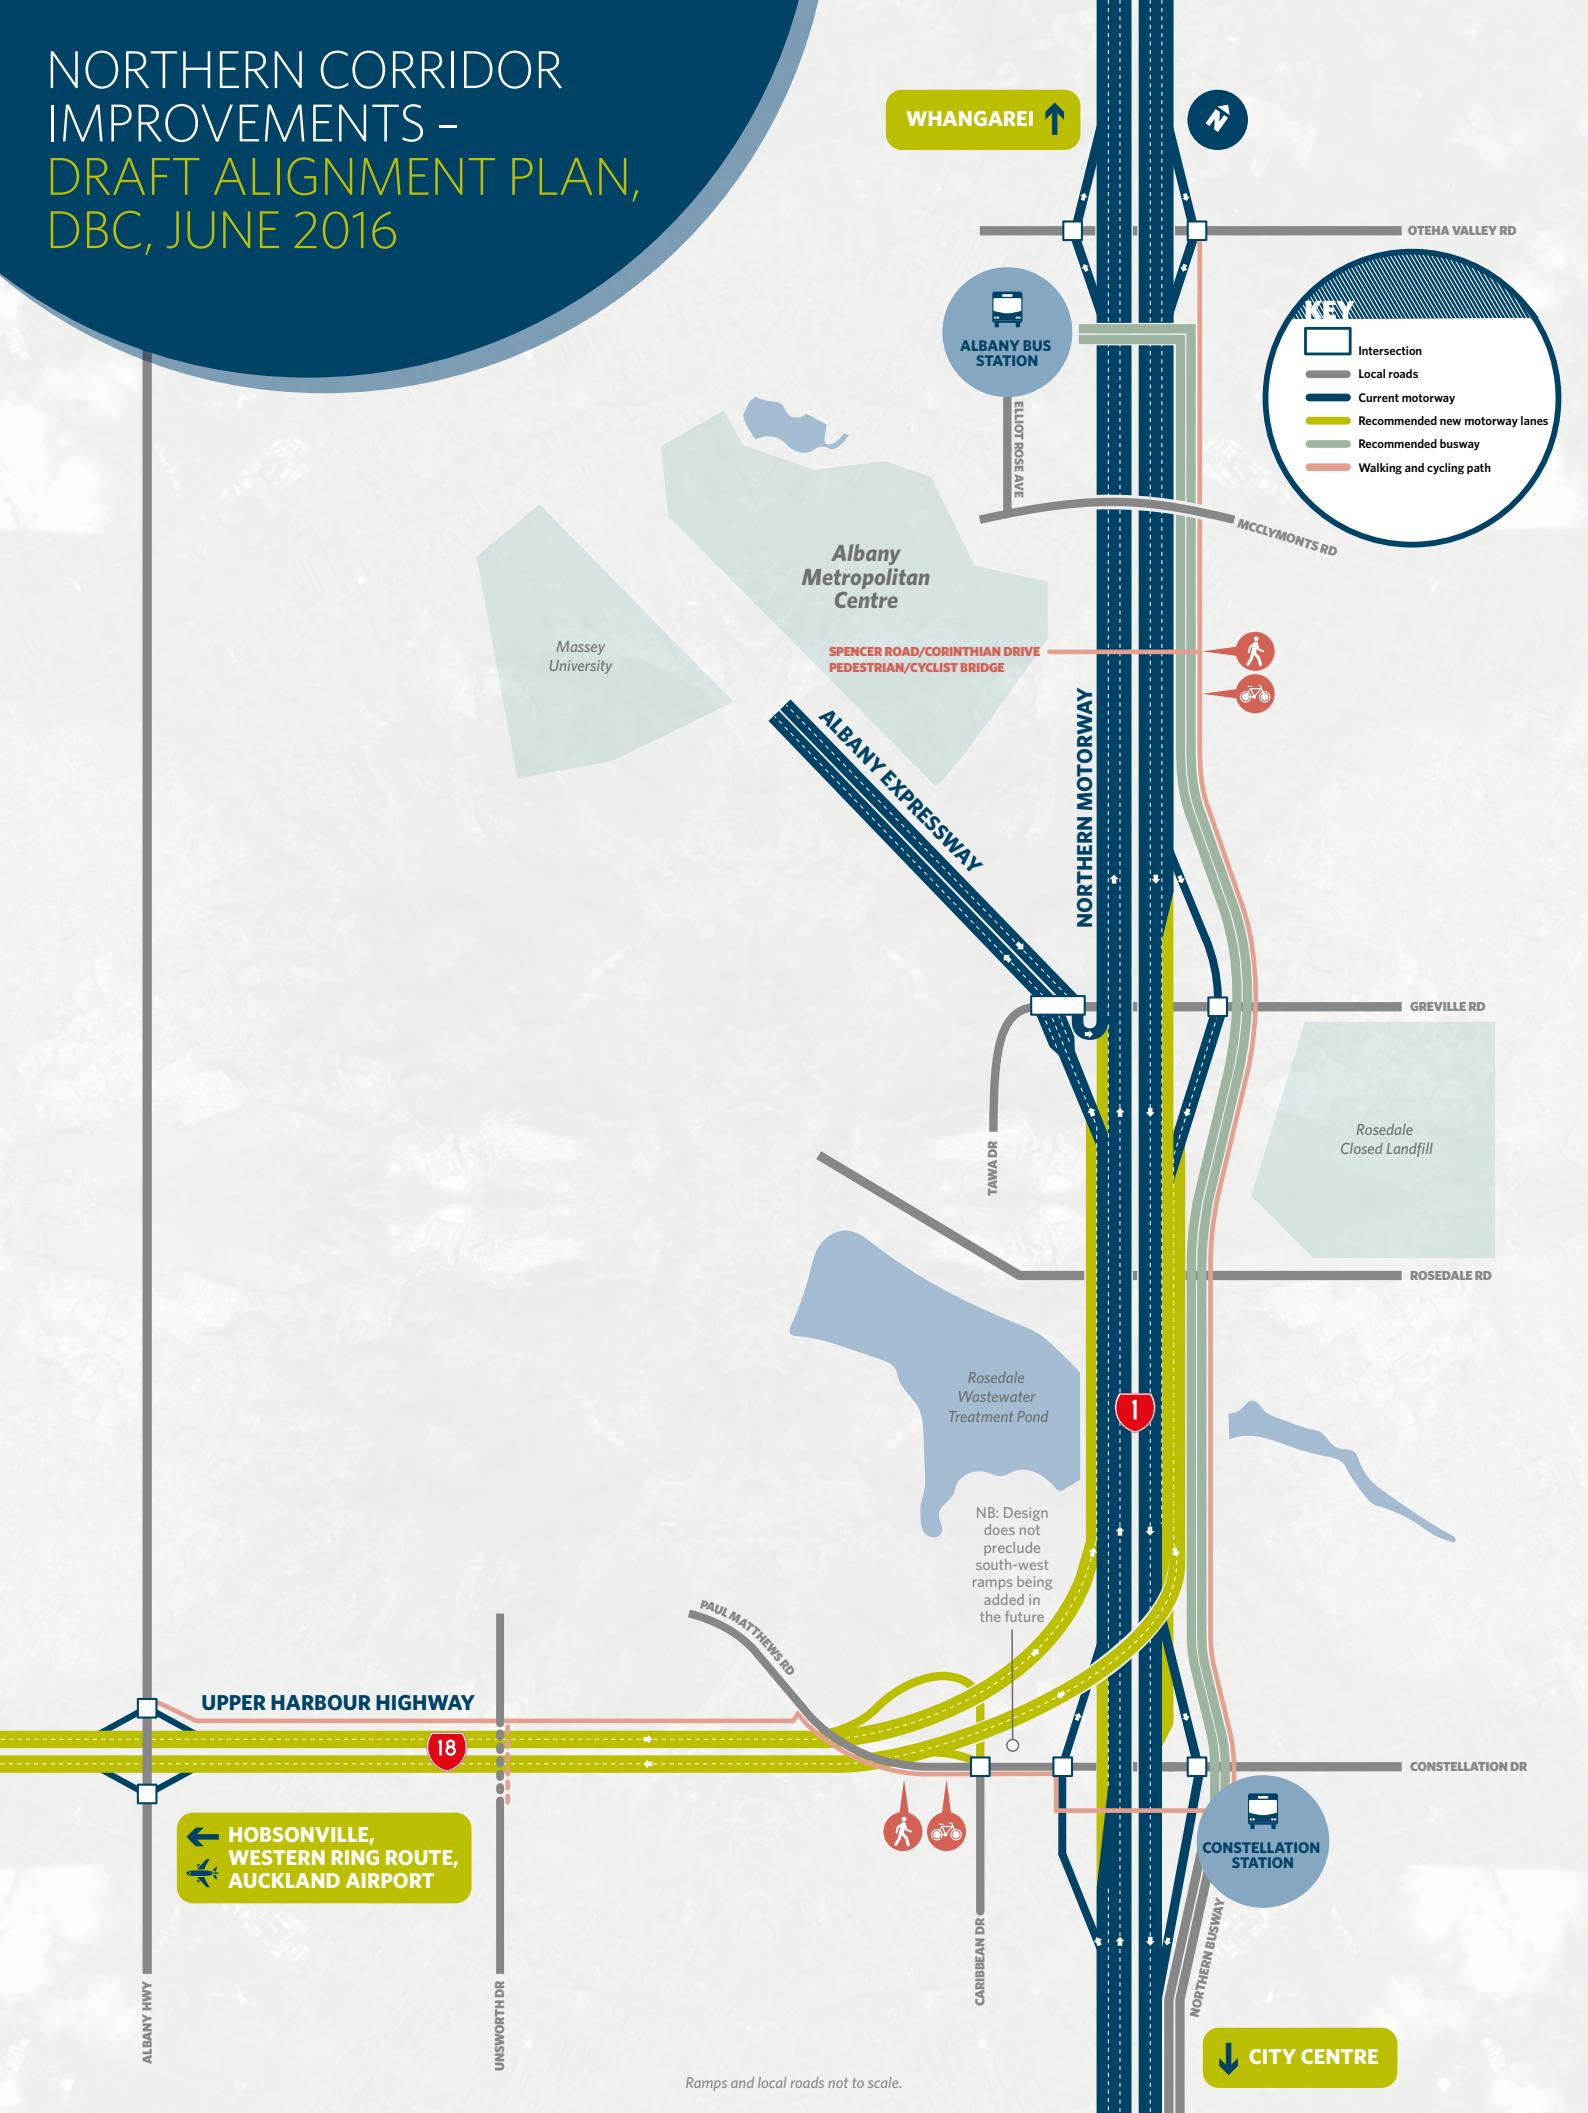 NORTHERN CORRIDOR
IMPROVEMENTS –
DRAFT ALIGNMENT PLAN,
DBC, JUNE 2016
WHANGAREI
N
OTEHA VALLEY RD
KEY
Intersection
Local roads
Current motorway
Recommended new motorway lanes
Recommended busway
Walking and cycling path
ALBANY BUS
STATION
ELLIOT ROSE AVE
MCCLYMONTS RD
Albany
Metropolitan
Centre
Massey
University
SPENCER ROAD/CORINTHIAN DRIVE
PEDESTRIAN/CYCLIST BRIDGE
ALBANY EXPRESSWAY
NORTHERN MOTORWAY
GREVILLE RD
TAWA DR
Rosedale
Closed Landfill
ROSEDALE RD
Rosedale
Wastewater
Treatment Pond
1
NB: Design
does not
preclude
south-west
ramps being
added in
the future
PAUL MATTHEWS RD
UPPER HARBOUR HIGHWAY
18
CONSTELLATION DR
HOBSONVILLE,
WESTERN RING ROUTE,
AUCKLAND AIRPORT
CONSTELLATION
STATION
NORTHERN BUSWAY
CARIBBEAN DR
ALBANY HWY
UNSWORTH DR
CITY CENTRE
Ramps and local roads not to scale.